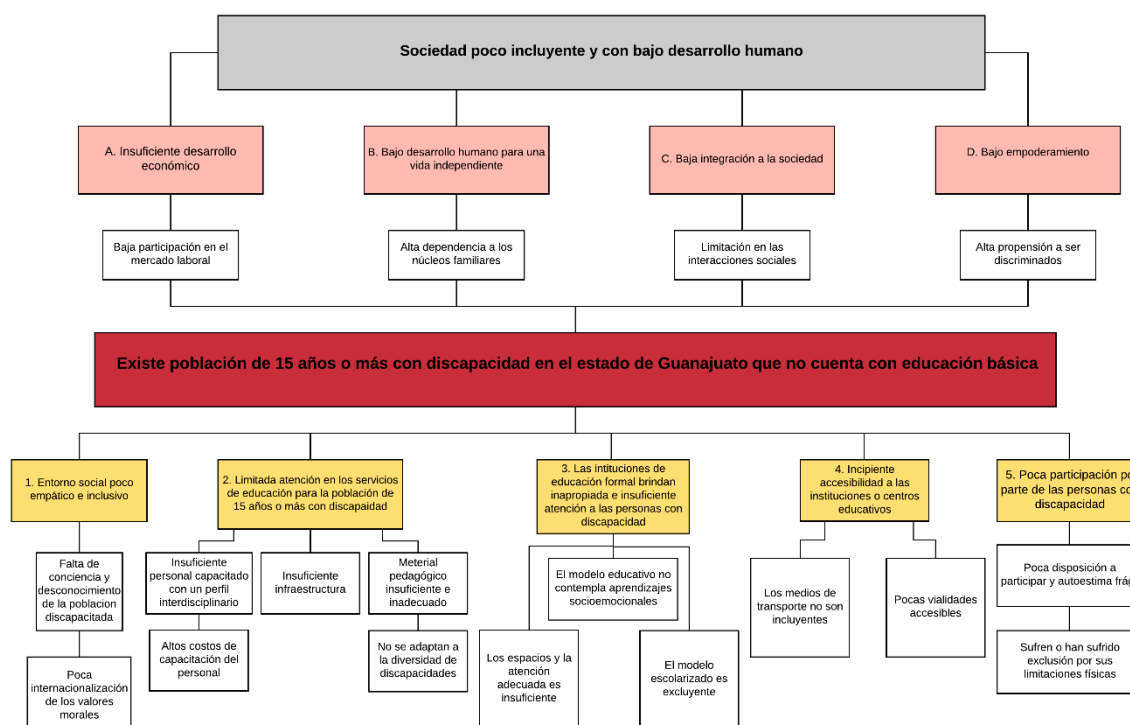 Sociedad poco incluyente y con bajo desarrollo humano
A. Insuficiente desarrollo
económico
B. Bajo desarrollo humano para una
vida independiente
C. Baja integración a la sociedad
D. Bajo empoderamiento
Baja participación en el
mercado laboral
Alta dependencia a los
núcleos familiares
Limitación en las
interacciones sociales
Alta propensión a ser
discriminados
Existe población de 15 años o más con discapacidad en el estado de Guanajuato que no cuenta con educación básica
1. Entorno social poco
empático e inclusivo
2. Limitada atención en los servicios
de educación para la población de
15 años o más con discapaidad
3. Las intituciones de
educación formal brindan
inapropiada e insuficiente
atención a las personas con
discapacidad
4. Incipiente
accesibilidad a las
instituciones o centros
educativos
5. Poca participación po
parte de las personas co
discapacidad
Falta de
conciencia y
desconocimiento
de la poblacion
discapacitada
Poca
internacionalización
de los valores
morales
Insuficiente
personal capacitado
con un perfil
interdisciplinario
Altos costos de
capacitación del
personal
Insuficiente
infraestructura
Meterial
pedagógico
insuficiente e
inadecuado
No se adaptan a
la diversidad de
discapacidades
Los espacios y la
atención
adecuada es
insuficiente
El modelo educativo no
contempla aprendizajes
socioemocionales
El modelo
escolarizado es
excluyente
Los medios de
transporte no son
incluyentes
Pocas vialidades
accesibles
Poca disposición a
participar y autoestima frág
Sufren o han sufrido
exclusión por sus
limitaciones físicas